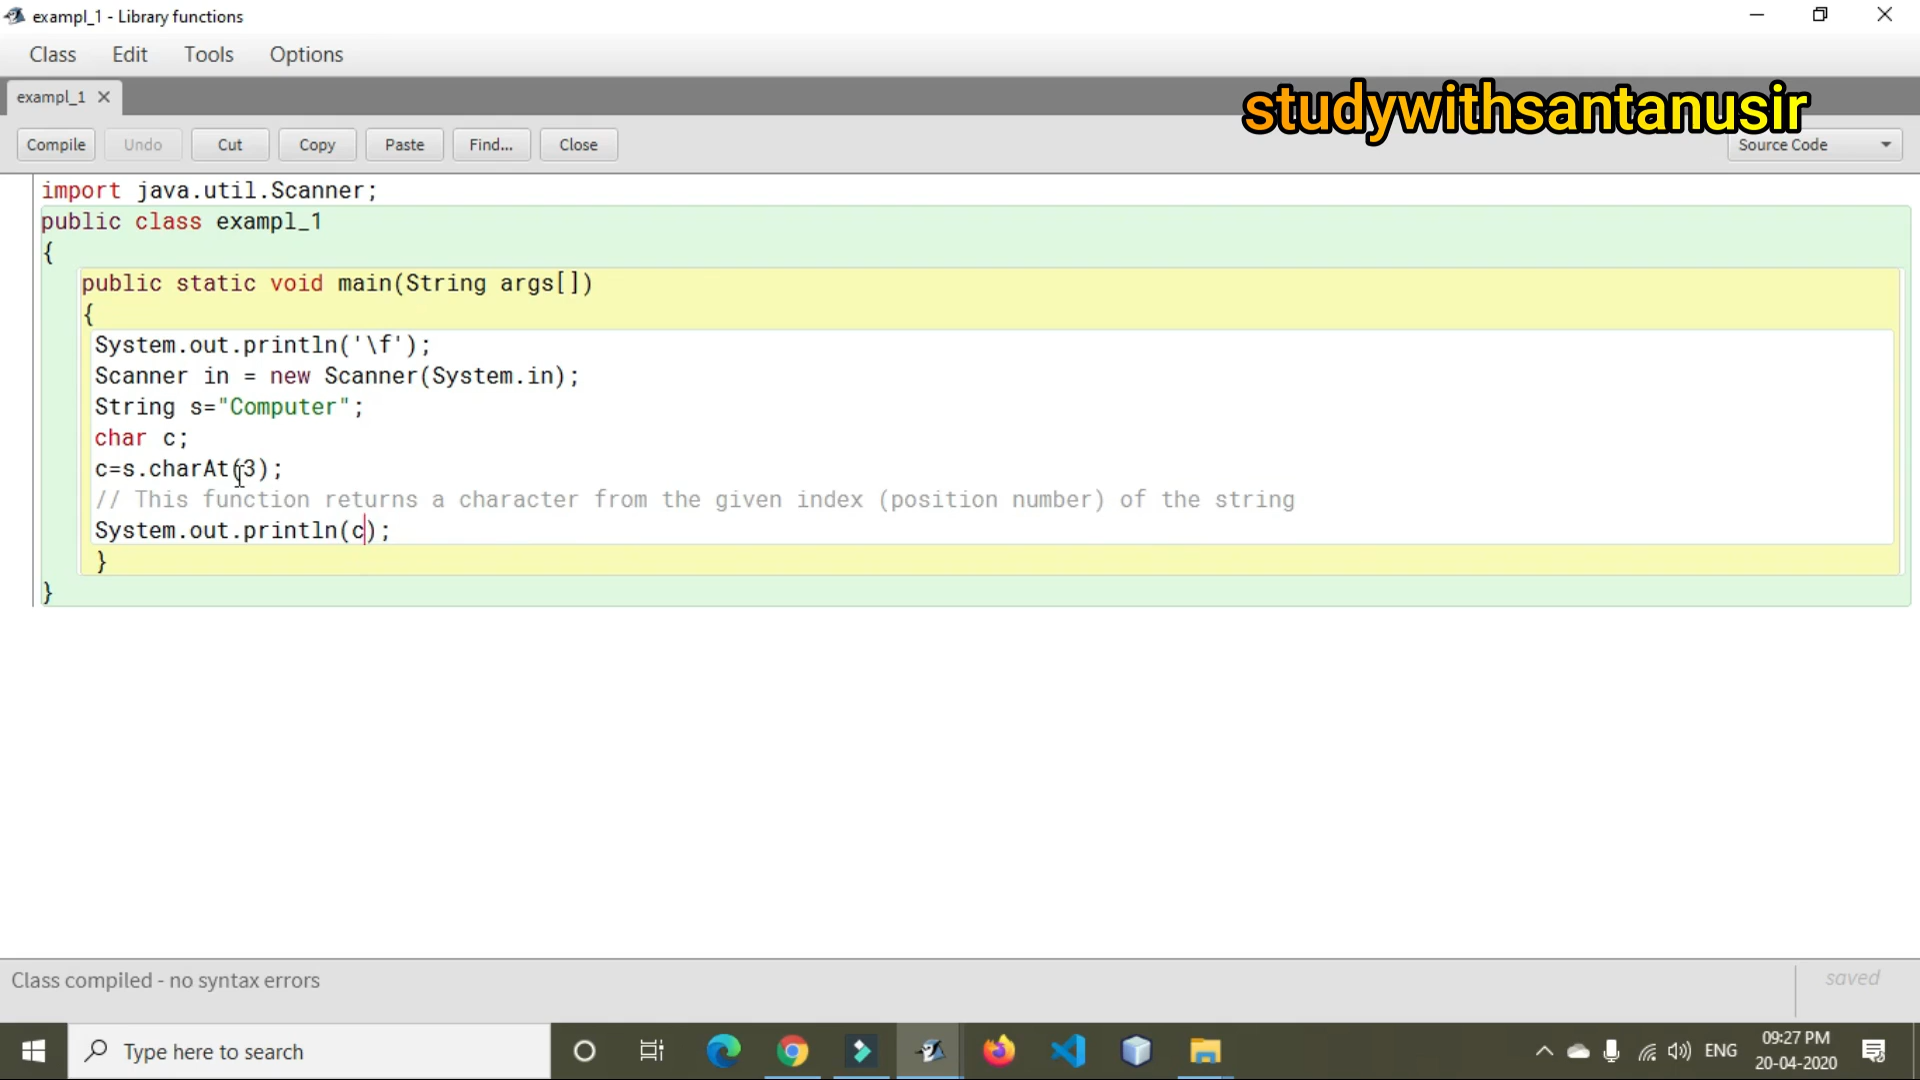 exampl_1 - Library functions
Class Edit Tools Options
exampl_1
studywithsantanusir
Compile Undo Cut Copy Paste Find... Close Source Code
import java.util.Scanner;
public class exampl_1
{
public static void main(String args[])
{
System.out.println('\f');
Scanner in = new Scanner(System.in);
String s="Computer";
char c;
c=s.charAt(3);
// This function returns a character from the given index (position number) of the string
System.out.println(c);
}
}
Class compiled - no syntax errors saved
Type here to search
ENG
09:27 PM
20-04-2020